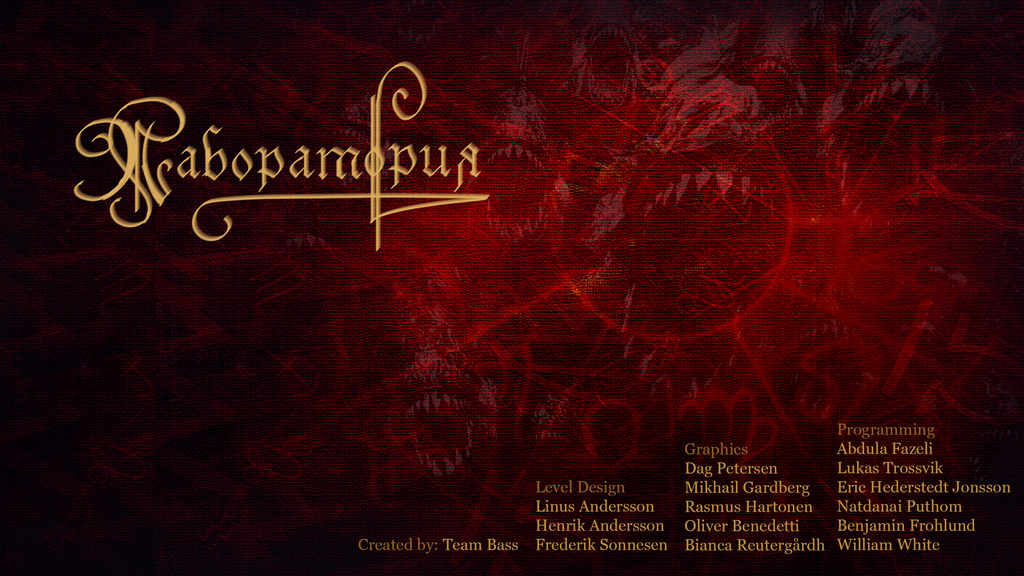 Лаборатория
Created by: Team Bass
Level Design
Linus Andersson
Henrik Andersson
Frederik Sonnesen
Graphics
Dag Petersen
Mikhail Gardberg
Rasmus Hartonen
Oliver Benedetti
Bianca Reutergårdh
Programming
Abdula Fazeli
Lukas Trossvik
Eric Hederstedt Jonsson
Natdanai Puthom
Benjamin Frohlund
William White